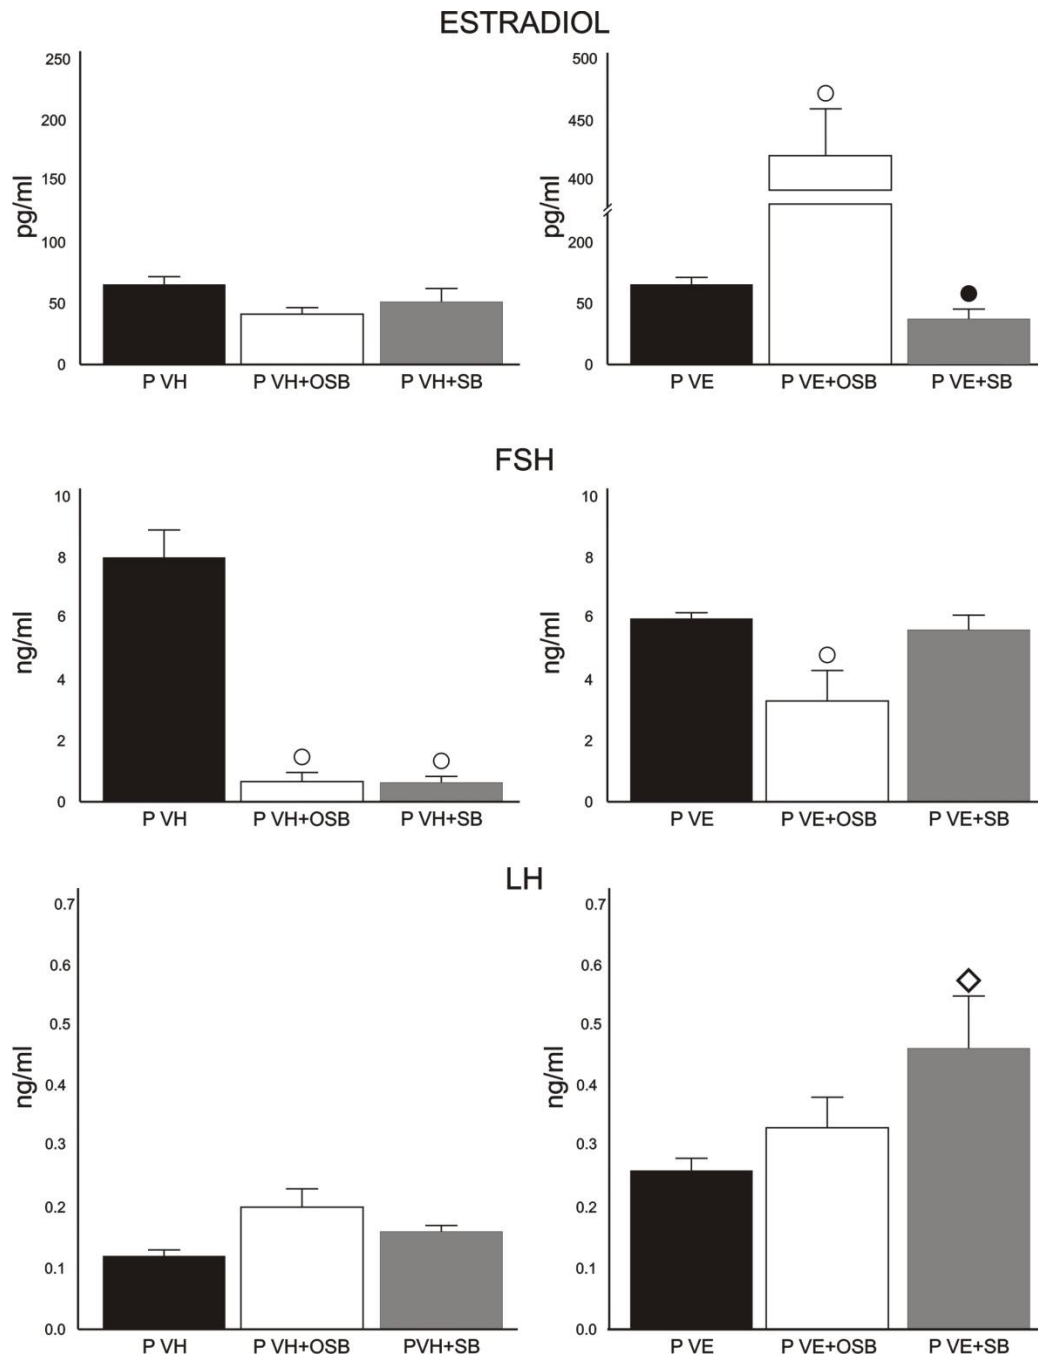 ESTRADIOL
250
200
150
100
50
0
pg/ml
P VH
P VH+OSB
P VH+SB
500
450
400
200
50
0
pg/ml
P VE
P VE+OSB
P VE+SB
FSH
10
8
6
4
2
0
ng/ml
P VH
P VH+OSB
P VH+SB
10
8
6
4
2
0
ng/ml
P VE
P VE+OSB
P VE+SB
LH
0.7
0.6
0.5
0.4
0.3
0.2
0.1
0.0
ng/ml
P VH
P VH+OSB
PVH+SB
0.7
0.6
0.5
0.4
0.3
0.2
0.1
0.0
ng/ml
P VE
P VE+OSB
P VE+SB